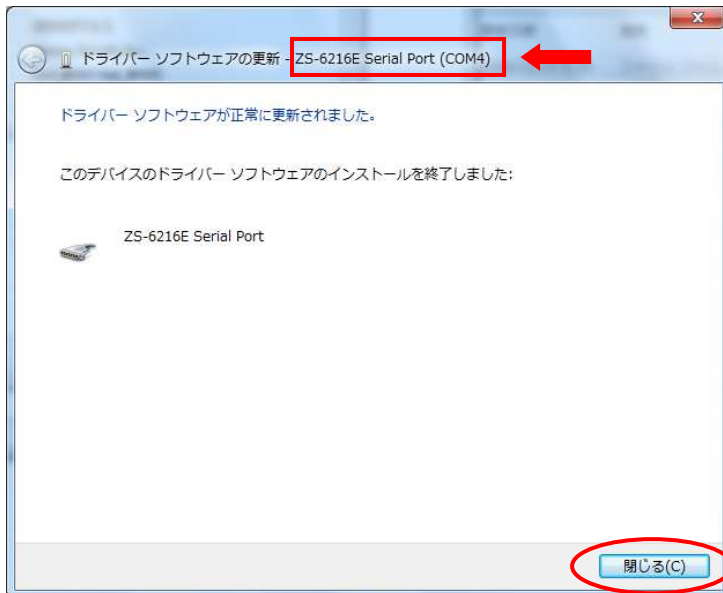 ドライバー ソフトウェアの更新 - ZS-6216E Serial Port (COM4)
ドライバー ソフトウェアが正常に更新されました。
このデバイスのドライバー ソフトウェアのインストールを終了しました:
ZS-6216E Serial Port
閉じる(C)